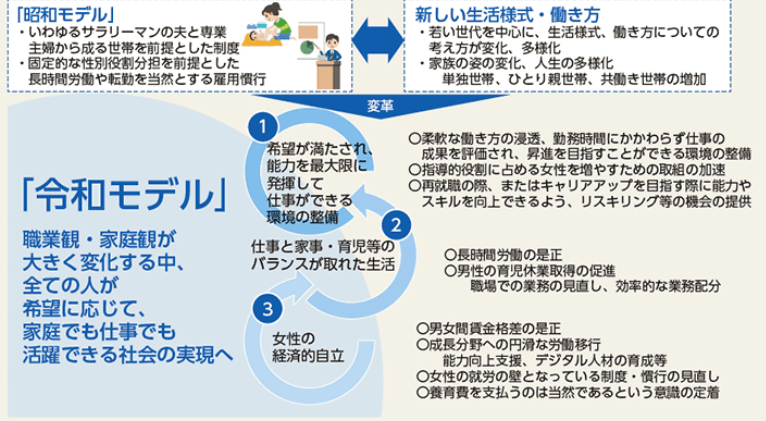 「昭和モデル」
・いわゆるサラリーマンの夫と専業
主婦から成る世帯を前提とした制度
・固定的な性別役割分担を前提とした
長時間労働や転勤を当然とする雇用慣行
新しい生活様式・働き方
・若い世代を中心に、生活様式、働き方についての
考え方が変化、多様化
・家族の姿の変化、人生の多様化
単独世帯、ひとり親世帯、共働き世帯の増加
変革
「令和モデル」
職業観・家庭観が
大きく変化する中、
全ての人が
希望に応じて、
家庭でも仕事でも
活躍できる社会の実現へ
1
希望が満たされ、
能力を最大限に
発揮して
仕事ができる
環境の整備
〇柔軟な働き方の浸透、勤務時間にかかわらず仕事の
成果を評価され、昇進を目指すことができる環境の整備
〇指導的役割に占める女性を増やすための取組の加速
〇再就職の際、またはキャリアアップを目指す際に能力や
スキルを向上できるよう、リスキリング等の機会の提供
2
仕事と家事・育児等の
バランスが取れた生活
〇長時間労働の是正
〇男性の育児休業取得の促進
職場での業務の見直し、効率的な業務配分
3
女性の
経済的自立
〇男女間賃金格差の是正
〇成長分野への円滑な労働移行
能力向上支援、デジタル人材の育成等
〇女性の就労の壁となっている制度・慣行の見直し
〇養育費を支払うのは当然であるという意識の定着